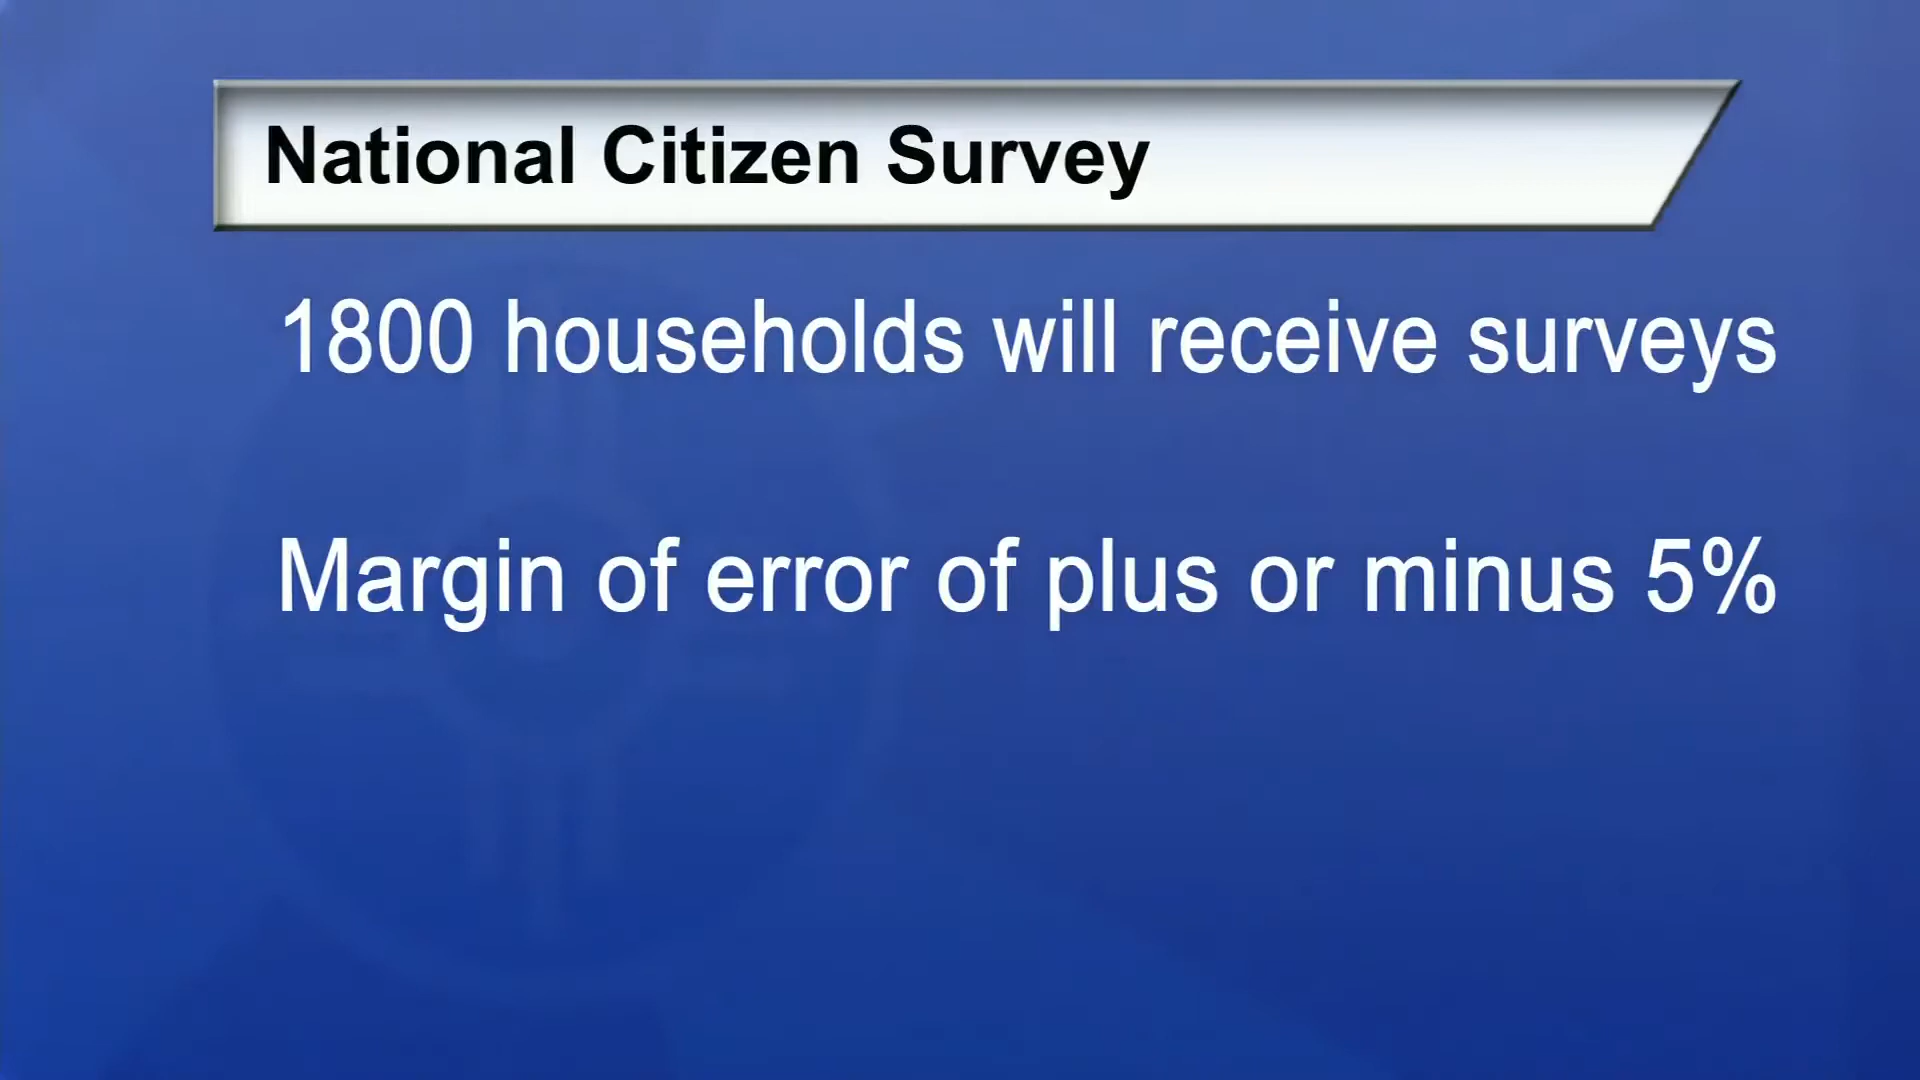 National Citizen Survey
1800 households will receive surveys
Margin of error of plus or minus 5%